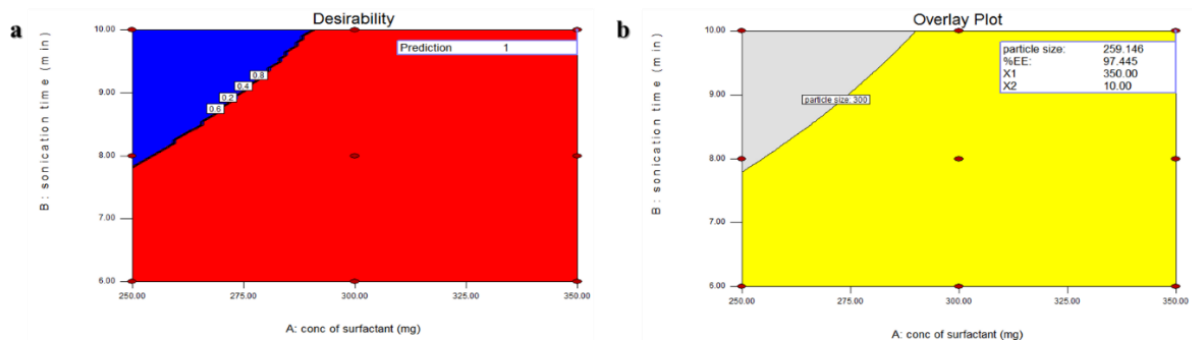 a
Desirability
Prediction 1
0.8
0.4
0.2
0.6
10.00
9.00
8.00
7.00
6.00
B: sonication time (min)
250.00 275.00 300.00 325.00 350.00
A: conc of surfactant (mg)
b
Overlay Plot
particle size: 259.146
%EE: 97.445
X1 350.00
X2 10.00
particle size: 300
10.00
9.00
8.00
7.00
6.00
B: sonication time (min)
250.00 275.00 300.00 325.00 350.00
A: conc of surfactant (mg)